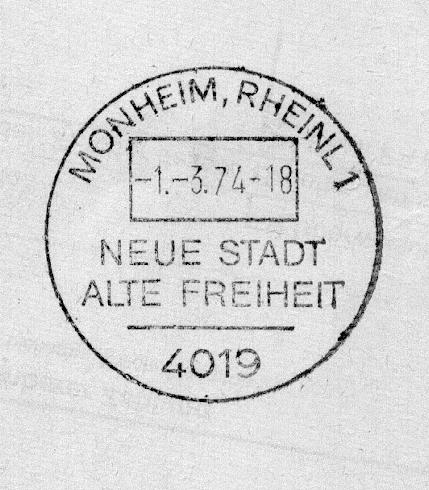 MONHEIM, RHEINL 1
-1.-3.74-18
NEUE STADT
ALTE FREIHEIT
4019